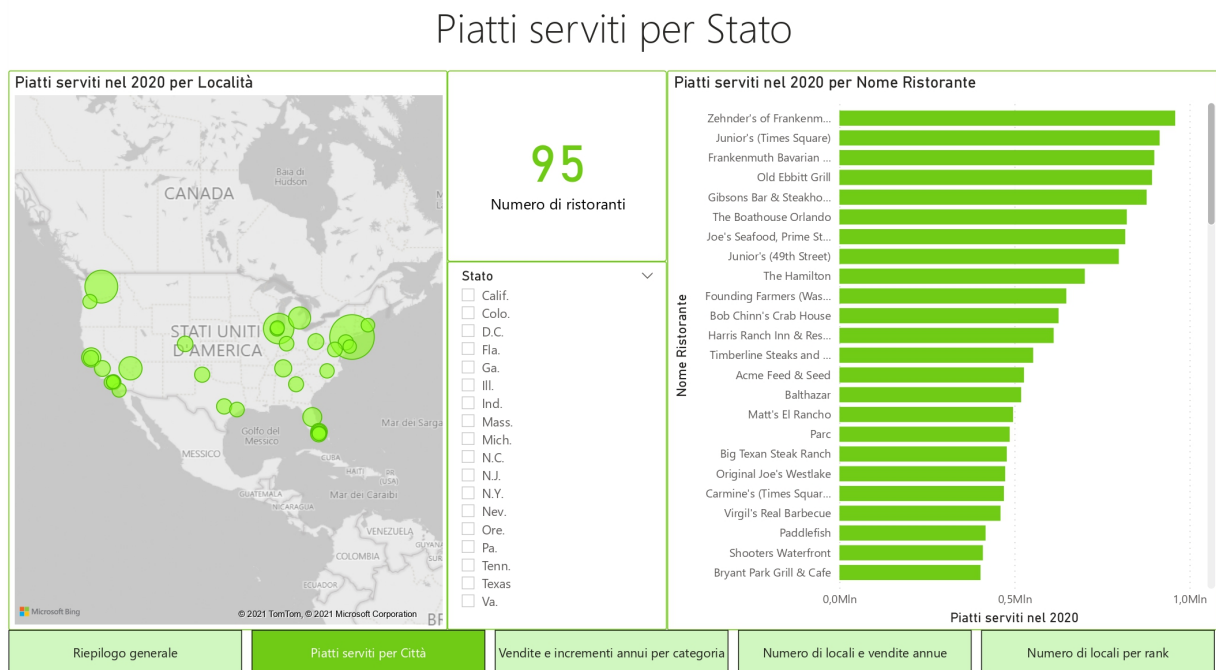 Piatti serviti per Stato
Piatti serviti nel 2020 per Località
CANADA
Baia di
Hudson
STATI UNITI
D'AMERICA
Golfo del
Messico
Mar dei Sarga
MESSICO
CUBA
HAITI
PR
(USA)
GUATEMALA
Mar dei Caraibi
NICARAGUA
VENEZUELA
GUYANA
SUR
COLOMBIA
ECUADOR
BR
Microsoft Bing
© 2021 TomTom, © 2021 Microsoft Corporation
95
Numero di ristoranti
Stato
Calif.
Colo.
D.C.
Fla.
Ga.
Ill.
Ind.
Mass.
Mich.
N.C.
N.J.
N.Y.
Nev.
Ore.
Pa.
Tenn.
Texas
Va.
Piatti serviti nel 2020 per Nome Ristorante
Nome Ristorante
Zehnder's of Frankenm...
Junior's (Times Square)
Frankenmuth Bavarian ...
Old Ebbitt Grill
Gibsons Bar & Steakho...
The Boathouse Orlando
Joe's Seafood, Prime St...
Junior's (49th Street)
The Hamilton
Founding Farmers (Was...
Bob Chinn's Crab House
Harris Ranch Inn & Res...
Timberline Steaks and ...
Acme Feed & Seed
Balthazar
Matt's El Rancho
Parc
Big Texan Steak Ranch
Original Joe's Westlake
Carmine's (Times Squar...
Virgil's Real Barbecue
Paddlefish
Shooters Waterfront
Bryant Park Grill & Cafe
0,0Mln 0,5Mln 1,0Mln
Piatti serviti nel 2020
Riepilogo generale
Piatti serviti per Città
Vendite e incrementi annui per categoria
Numero di locali e vendite annue
Numero di locali per rank